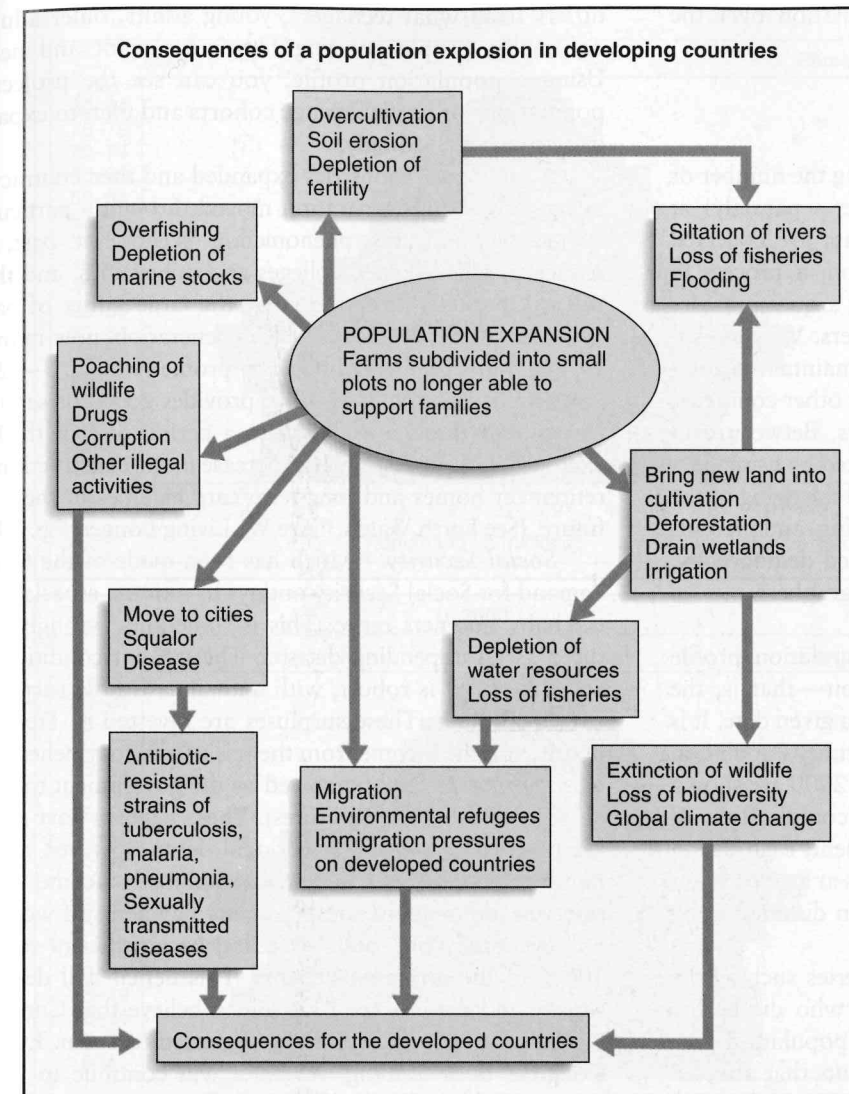 Consequences of a population explosion in developing countries
Overcultivation
Soil erosion
Depletion of
fertility
Overfishing
Depletion of
marine stocks
Siltation of rivers
Loss of fisheries
Flooding
POPULATION EXPANSION
Farms subdivided into small
plots no longer able to
support families
Poaching of
wildlife
Drugs
Corruption
Other illegal
activities
Bring new land into
cultivation
Deforestation
Drain wetlands
Irrigation
Move to cities
Squalor
Disease
Depletion of
water resources
Loss of fisheries
Antibiotic-
resistant
strains of
tuberculosis,
malaria,
pneumonia,
Sexually
transmitted
diseases
Migration
Environmental refugees
Immigration pressures
on developed countries
Extinction of wildlife
Loss of biodiversity
Global climate change
Consequences for the developed countries